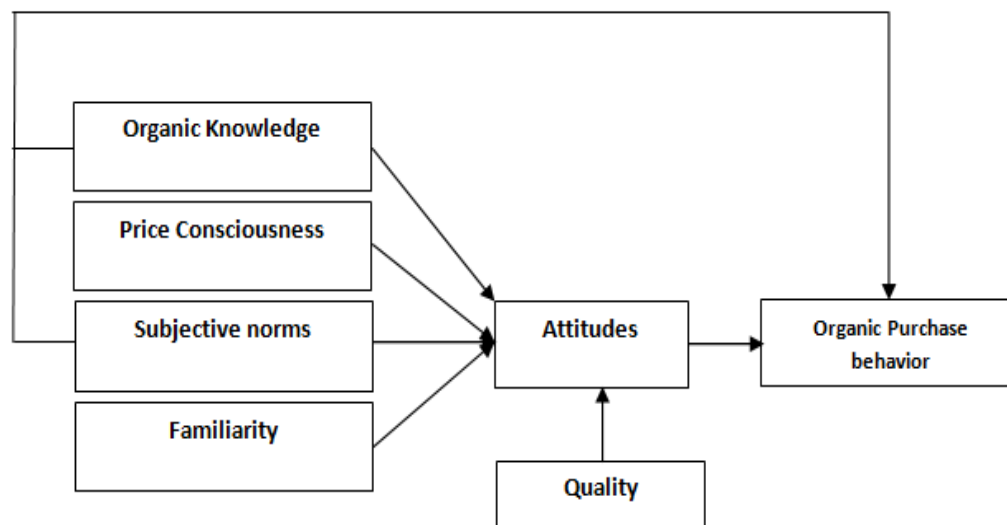 Organic Knowledge
Price Consciousness
Subjective norms
Familiarity
Attitudes
Organic Purchase
behavior
Quality